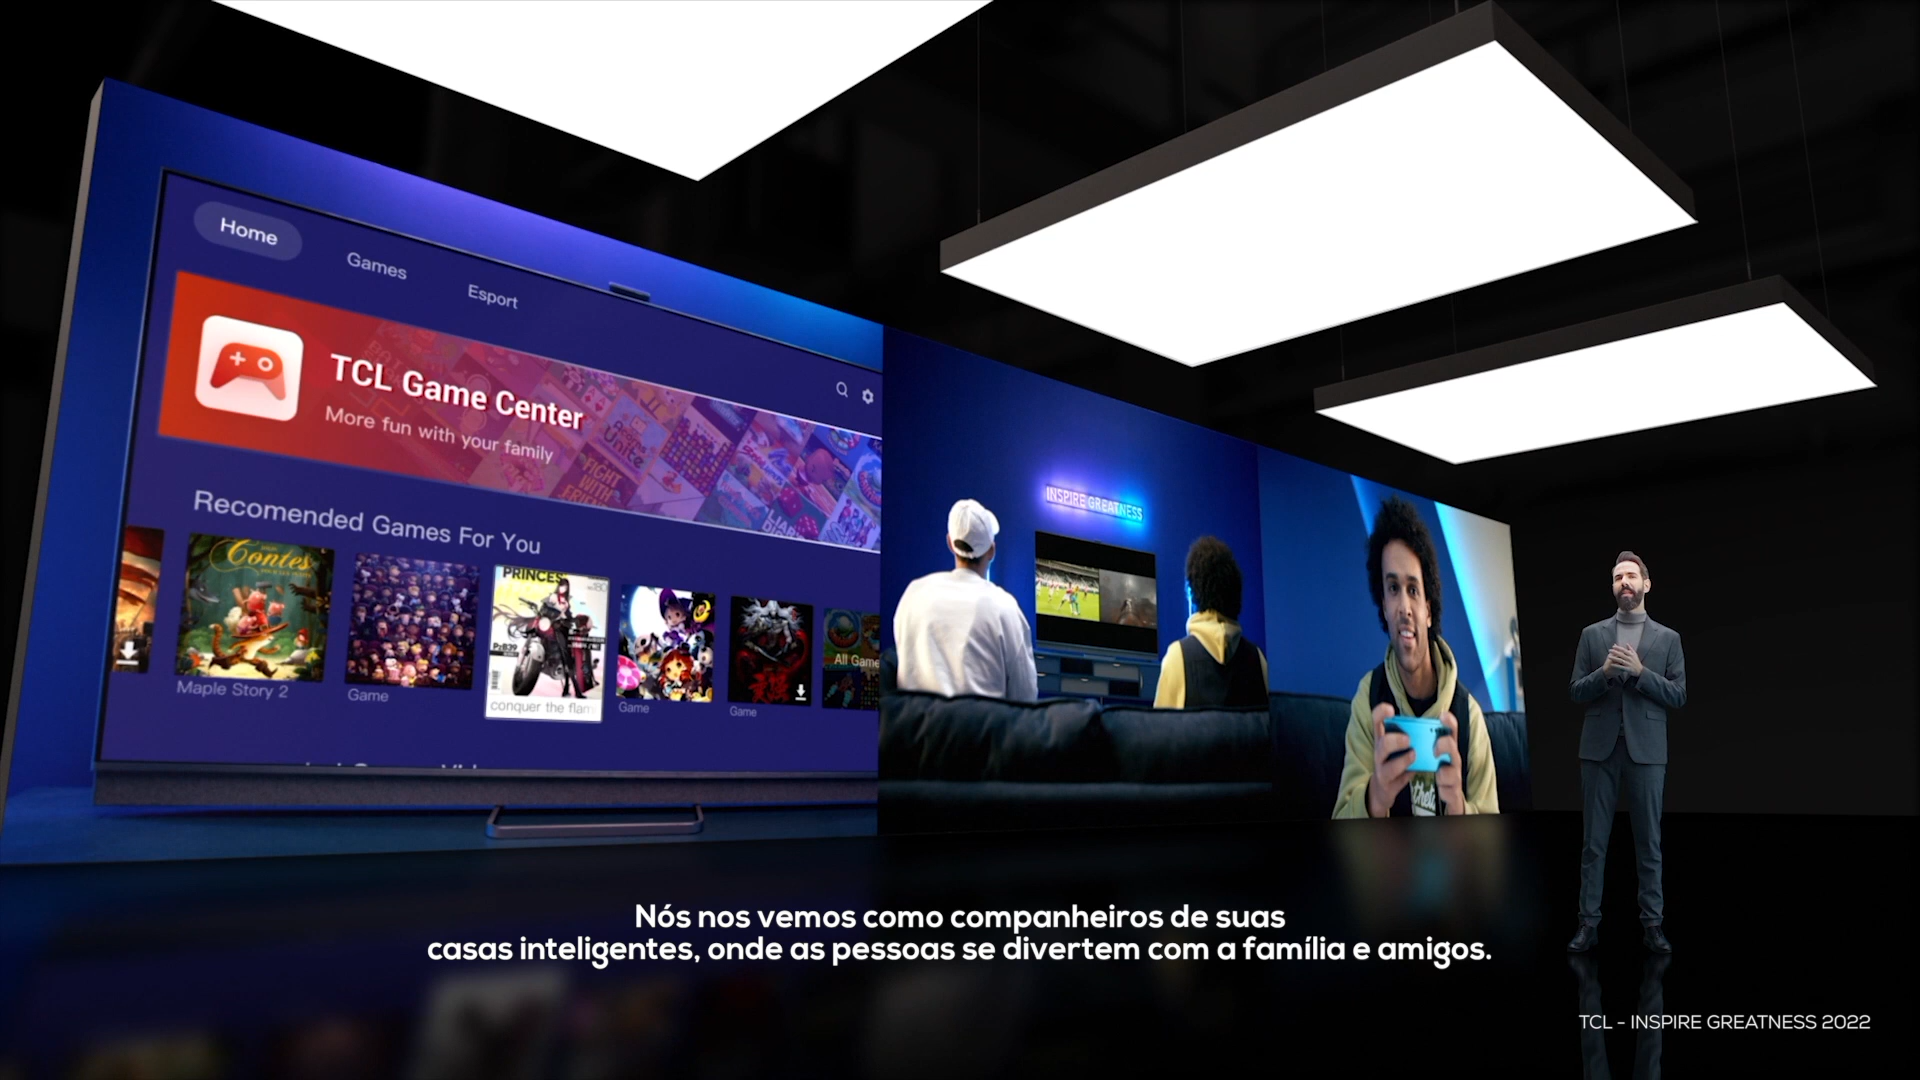 Home
Games
Esport
TCL Game Center
More fun with your family
Recomended Games For You
Contes
PRINCES
Maple Story 2
Game
conquer the flam
Game
Game
All Game
INSPIRE GREATNESS
Nós nos vemos como companheiros de suas
casas inteligentes, onde as pessoas se divertem com a família e amigos.
TCL - INSPIRE GREATNESS 2022